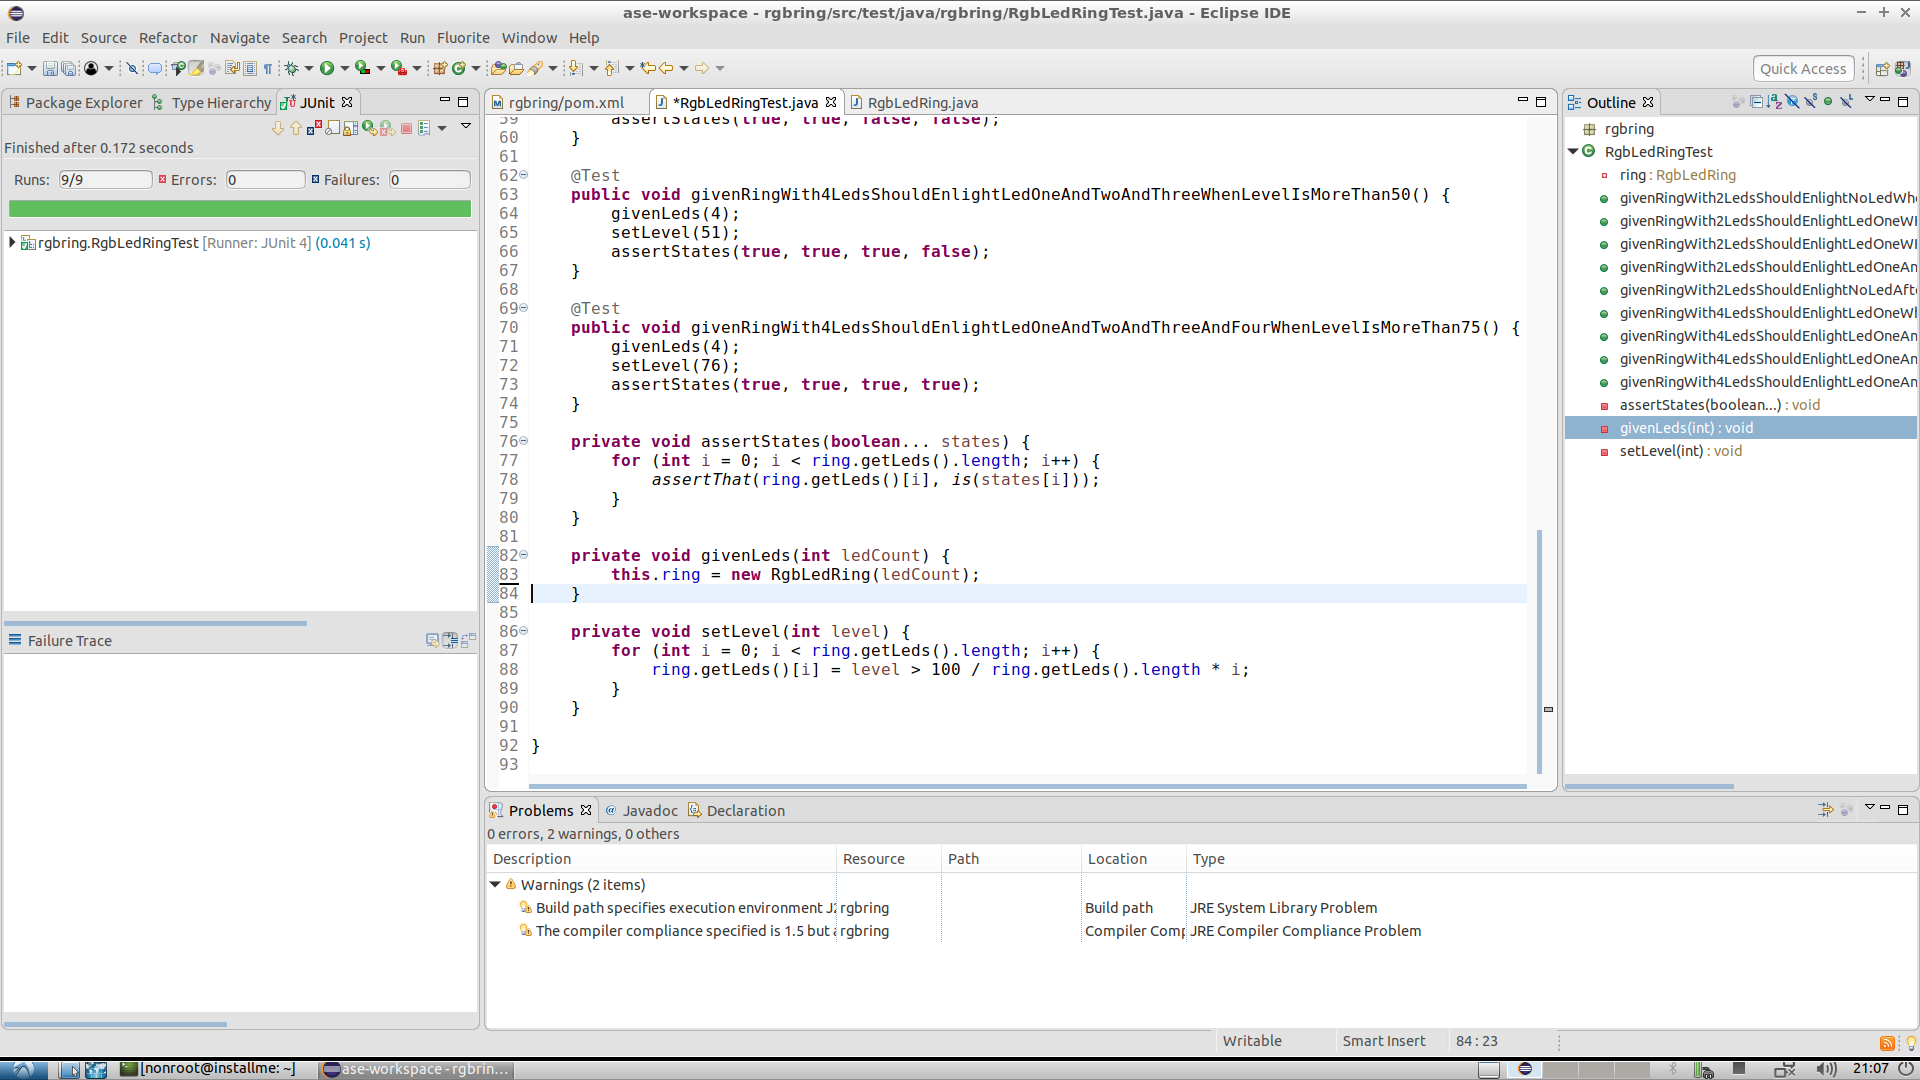 ase-workspace - rgbring/src/test/java/rgbring/RgbLedRingTest.java - Eclipse IDE
File Edit Source Refactor Navigate Search Project Run Fluorite Window Help
Quick Access
Package Explorer Type Hierarchy JUnit
Finished after 0.172 seconds
Runs: 9/9 Errors: 0 Failures: 0
rgbring.RgbLedRingTest [Runner: JUnit 4] (0.041 s)
Failure Trace
rgbring/pom.xml *RgbLedRingTest.java RgbLedRing.java
59 assertStates(true, true, false, false);
60 }
61
62 @Test
63 public void givenRingWith4LedsShouldEnlightLedOneAndTwoAndThreeWhenLevelIsMoreThan50() {
64 givenLeds(4);
65 setLevel(51);
66 assertStates(true, true, true, false);
67 }
68
69 @Test
70 public void givenRingWith4LedsShouldEnlightLedOneAndTwoAndThreeAndFourWhenLevelIsMoreThan75() {
71 givenLeds(4);
72 setLevel(76);
73 assertStates(true, true, true, true);
74 }
75
76 private void assertStates(boolean... states) {
77 for (int i = 0; i < ring.getLeds().length; i++) {
78 assertThat(ring.getLeds()[i], is(states[i]));
79 }
80 }
81
82 private void givenLeds(int ledCount) {
83 this.ring = new RgbLedRing(ledCount);
84 }
85
86 private void setLevel(int level) {
87 for (int i = 0; i < ring.getLeds().length; i++) {
88 ring.getLeds()[i] = level > 100 / ring.getLeds().length * i;
89 }
90 }
91
92 }
93
Outline
rgbring
RgbLedRingTest
ring : RgbLedRing
givenRingWith2LedsShouldEnlightNoLedWhe
givenRingWith2LedsShouldEnlightLedOneWh
givenRingWith2LedsShouldEnlightLedOneWh
givenRingWith2LedsShouldEnlightLedOneAn
givenRingWith2LedsShouldEnlightNoLedAfte
givenRingWith4LedsShouldEnlightLedOneWh
givenRingWith4LedsShouldEnlightLedOneAn
givenRingWith4LedsShouldEnlightLedOneAn
givenRingWith4LedsShouldEnlightLedOneAn
assertStates(boolean...) : void
givenLeds(int) : void
setLevel(int) : void
Problems Javadoc Declaration
0 errors, 2 warnings, 0 others
Description Resource Path Location Type
Warnings (2 items)
Build path specifies execution environment J2 rgbring Build path JRE System Library Problem
The compiler compliance specified is 1.5 but a rgbring Compiler Comp JRE Compiler Compliance Problem
Writable Smart Insert 84 : 23
[nonroot@installme: ~] ase-workspace - rgbrin... 21:07